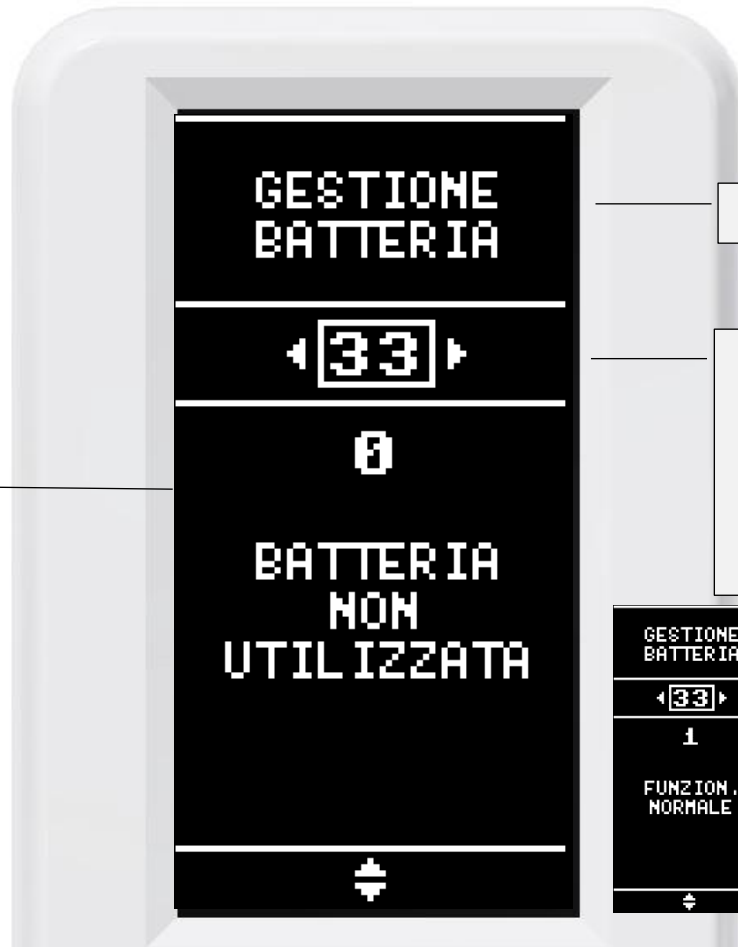 GESTIONE
BATTERIA
33
0
BATTERIA
NON
UTILIZZATA
GESTIONE
BATTERIA
33
1
FUNZION.
NORMALE